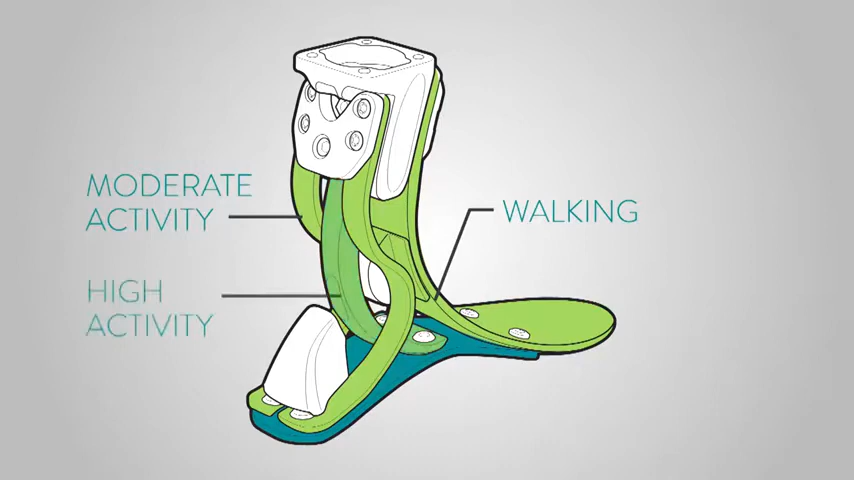 MODERATE
ACTIVITY
WALKING
HIGH
ACTIVITY